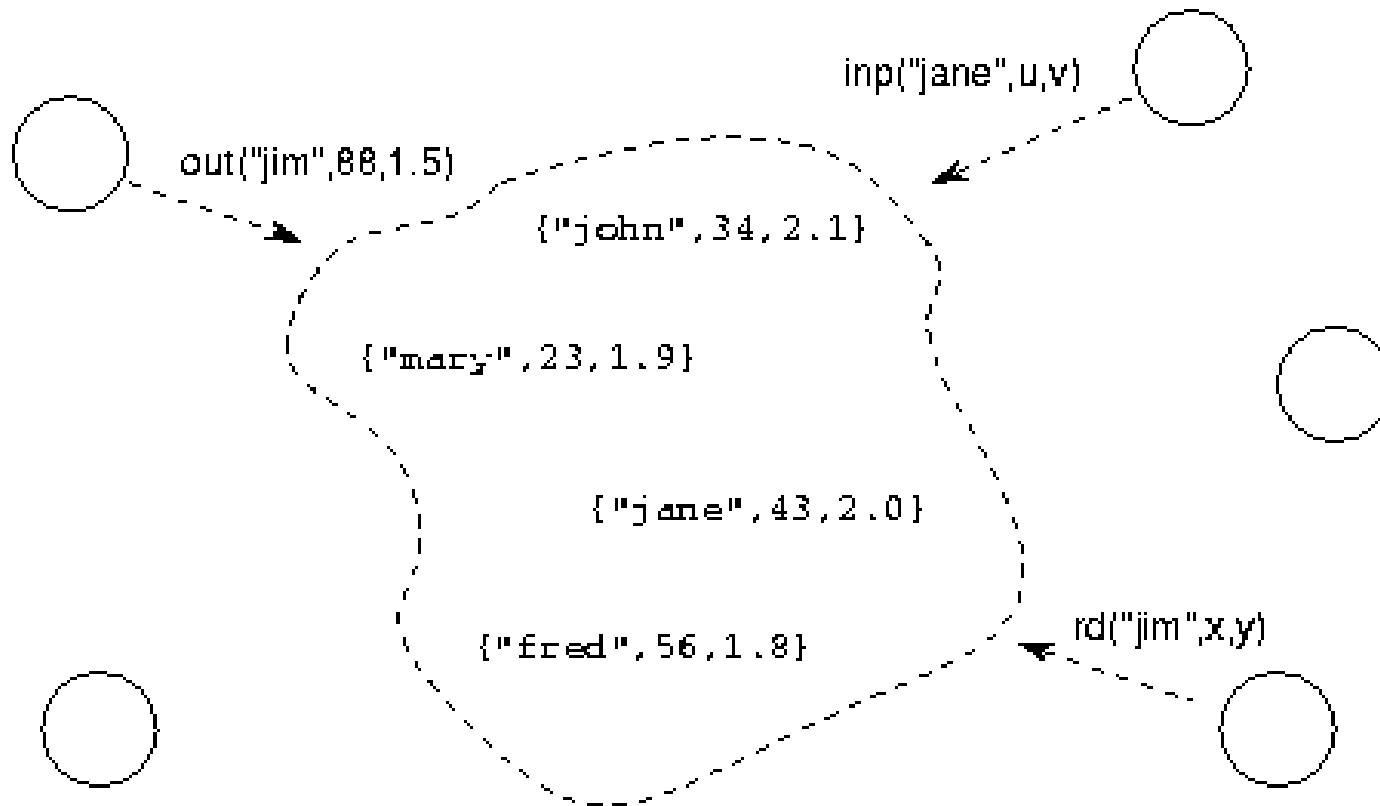 inp("jane",u,v)
out("jim",88,1.5)
{"john",34,2.1}
{"mary",23,1.9}
{"jane",43,2.0}
{"fred",56,1.8}
rd("jim",x,y)